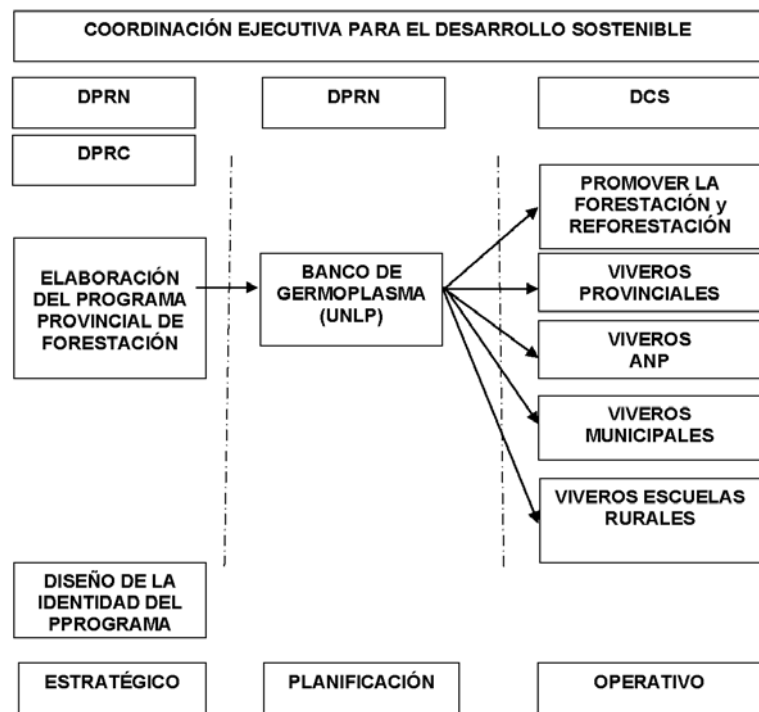 COORDINACIÓN EJECUTIVA PARA EL DESARROLLO SOSTENIBLE
DPRN
DPRN
DCS
DPRC
PROMOVER LA
FORESTACIÓN y
REFORESTACIÓN
ELABORACIÓN
DEL PROGRAMA
PROVINCIAL DE
FORESTACIÓN
BANCO DE
GERMOPLASMA
(UNLP)
VIVEROS
PROVINCIALES
VIVEROS
ANP
VIVEROS
MUNICIPALES
VIVEROS ESCUELAS
RURALES
DISEÑO DE LA
IDENTIDAD DEL
PPROGRAMA
ESTRATÉGICO
PLANIFICACIÓN
OPERATIVO